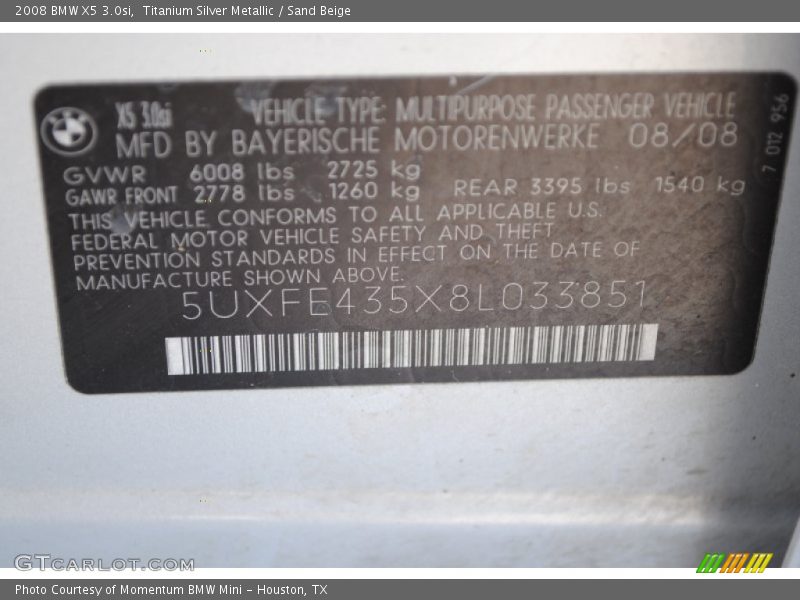 2008 BMW X5 3.0si,  Titanium Silver Metallic / Sand Beige
X5 3.0si VEHICLE TYPE: MULTIPURPOSE PASSENGER VEHICLE
MFD BY BAYERISCHE MOTORENWERKE 08/08
GVWR 6008 lbs 2725 kg
GAWR FRONT 2778 lbs 1260 kg REAR 3395 lbs 1540 kg
THIS VEHICLE CONFORMS TO ALL APPLICABLE U.S.
FEDERAL MOTOR VEHICLE SAFETY AND THEFT
PREVENTION STANDARDS IN EFFECT ON THE DATE OF
MANUFACTURE SHOWN ABOVE.
5UXFE435X8L033851
7 012 956
GTCARLOT.COM
Photo Courtesy of Momentum BMW Mini - Houston, TX